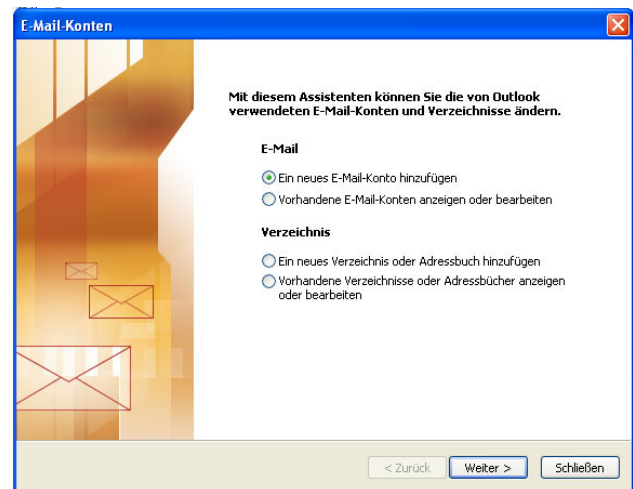 E-Mail-Konten
Mit diesem Assistenten können Sie die von Outlook
verwendeten E-Mail-Konten und Verzeichnisse ändern.
E-Mail
Ein neues E-Mail-Konto hinzufügen
Vorhandene E-Mail-Konten anzeigen oder bearbeiten
Verzeichnis
Ein neues Verzeichnis oder Adressbuch hinzufügen
Vorhandene Verzeichnisse oder Adressbücher anzeigen
oder bearbeiten
< Zurück Weiter > Schließen